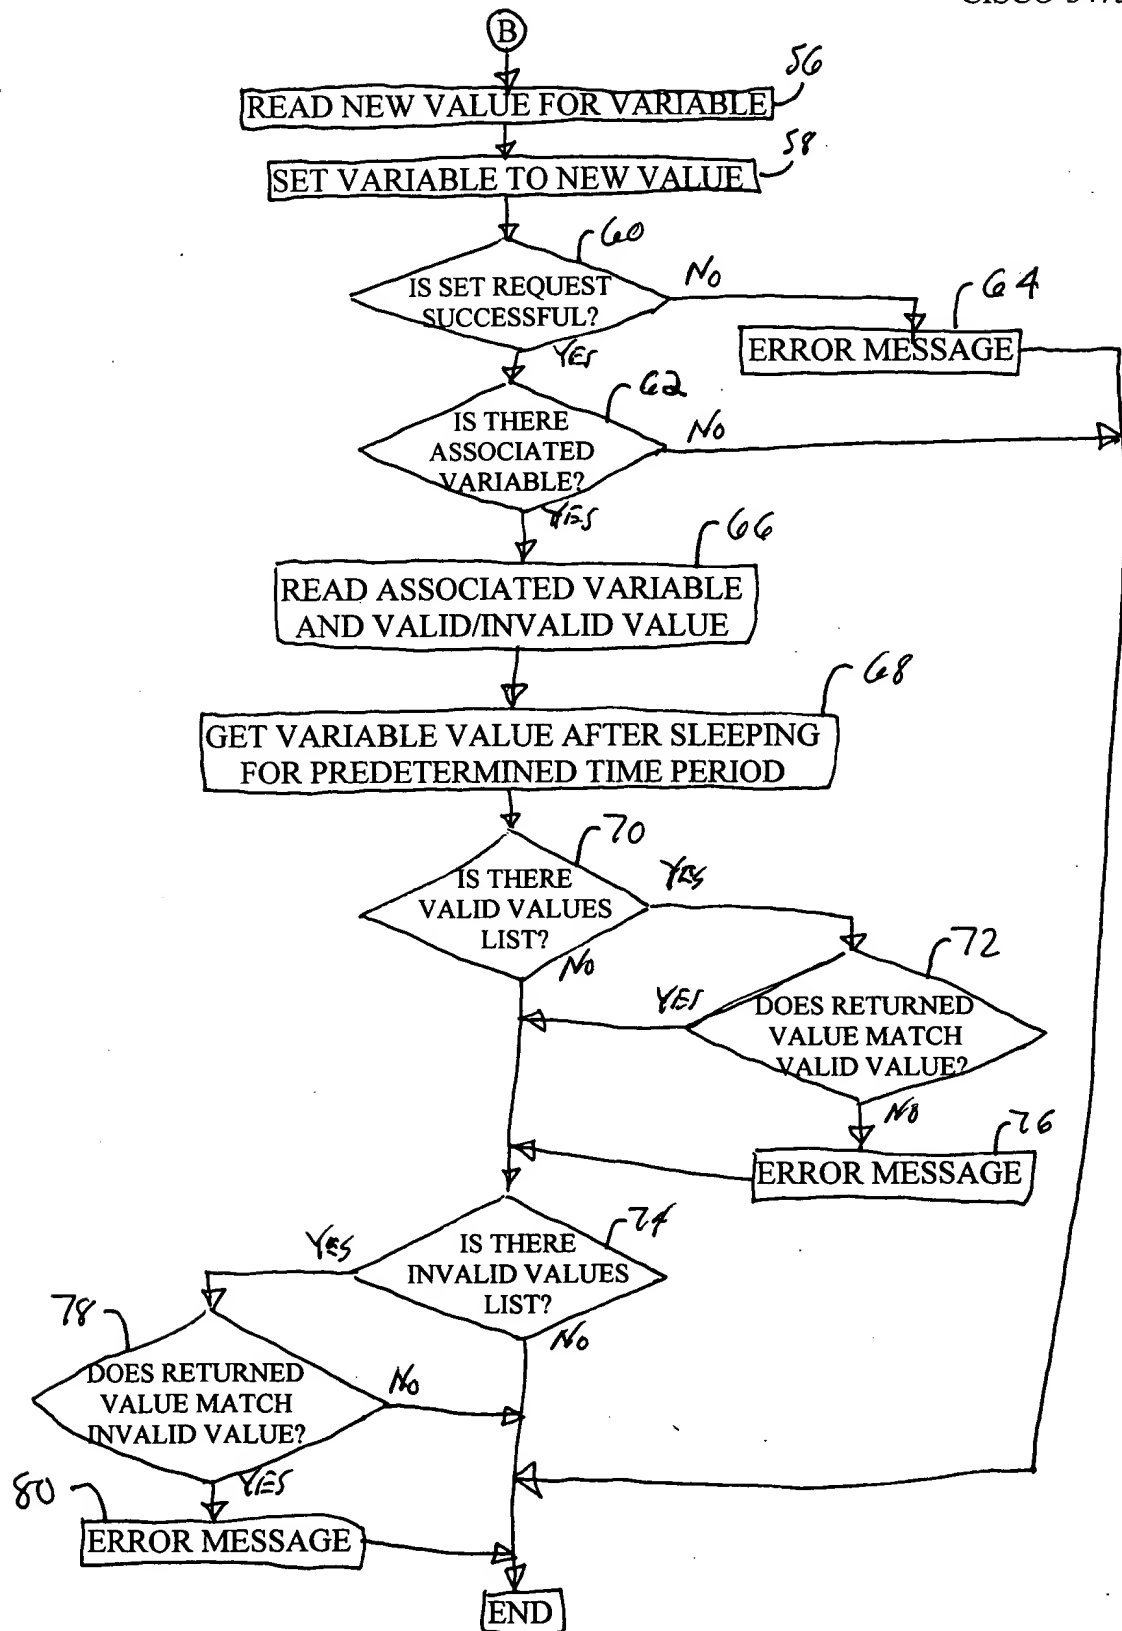 B
56
READ NEW VALUE FOR VARIABLE
58
SET VARIABLE TO NEW VALUE
60
IS SET REQUEST
SUCCESSFUL?
No
64
ERROR MESSAGE
YES
62
IS THERE
ASSOCIATED
VARIABLE?
No
YES
66
READ ASSOCIATED VARIABLE
AND VALID/INVALID VALUE
68
GET VARIABLE VALUE AFTER SLEEPING
FOR PREDETERMINED TIME PERIOD
70
IS THERE
VALID VALUES
LIST?
YES
No
72
YES
DOES RETURNED
VALUE MATCH
VALID VALUE?
No
76
ERROR MESSAGE
74
YES
IS THERE
INVALID VALUES
LIST?
No
78
DOES RETURNED
VALUE MATCH
INVALID VALUE?
No
YES
80
ERROR MESSAGE
END